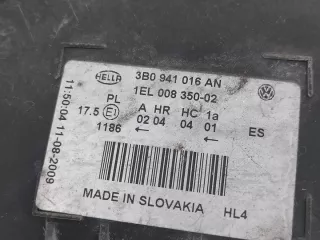 HELLA 3B0 941 016 AN
1EL 008 350-02
PL A HR HC 1a
17.5 E1 02 04 04 01 ES
1186
MADE IN SLOVAKIA HL4
11:50:04 11-08-2009